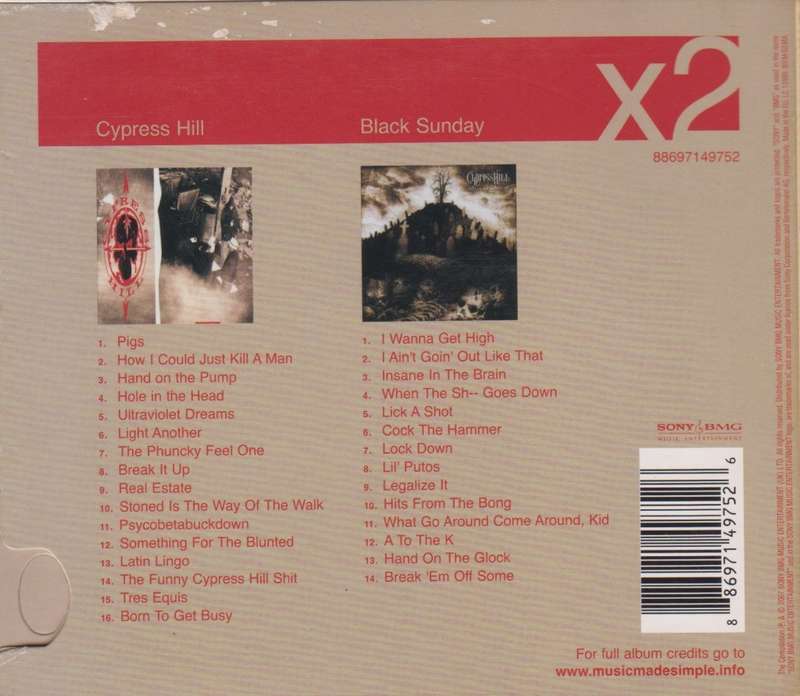 x2
Cypress Hill
Black Sunday
88697149752
CYPRESS
HILL
CYPRESS HILL
1. Pigs
2. How I Could Just Kill A Man
3. Hand on the Pump
4. Hole in the Head
5. Ultraviolet Dreams
6. Light Another
7. The Phuncky Feel One
8. Break It Up
9. Real Estate
10. Stoned Is The Way Of The Walk
11. Psycobetabuckdown
12. Something For The Blunted
13. Latin Lingo
14. The Funny Cypress Hill Shit
15. Tres Equis
16. Born To Get Busy
1. I Wanna Get High
2. I Ain't Goin' Out Like That
3. Insane In The Brain
4. When The Sh-- Goes Down
5. Lick A Shot
6. Cock The Hammer
7. Lock Down
8. Lil' Putos
9. Legalize It
10. Hits From The Bong
11. What Go Around Come Around, Kid
12. A To The K
13. Hand On The Glock
14. Break 'Em Off Some
SONY BMG
MUSIC ENTERTAINMENT
8 86971 49752 6
For full album credits go to
www.musicmadesimple.info